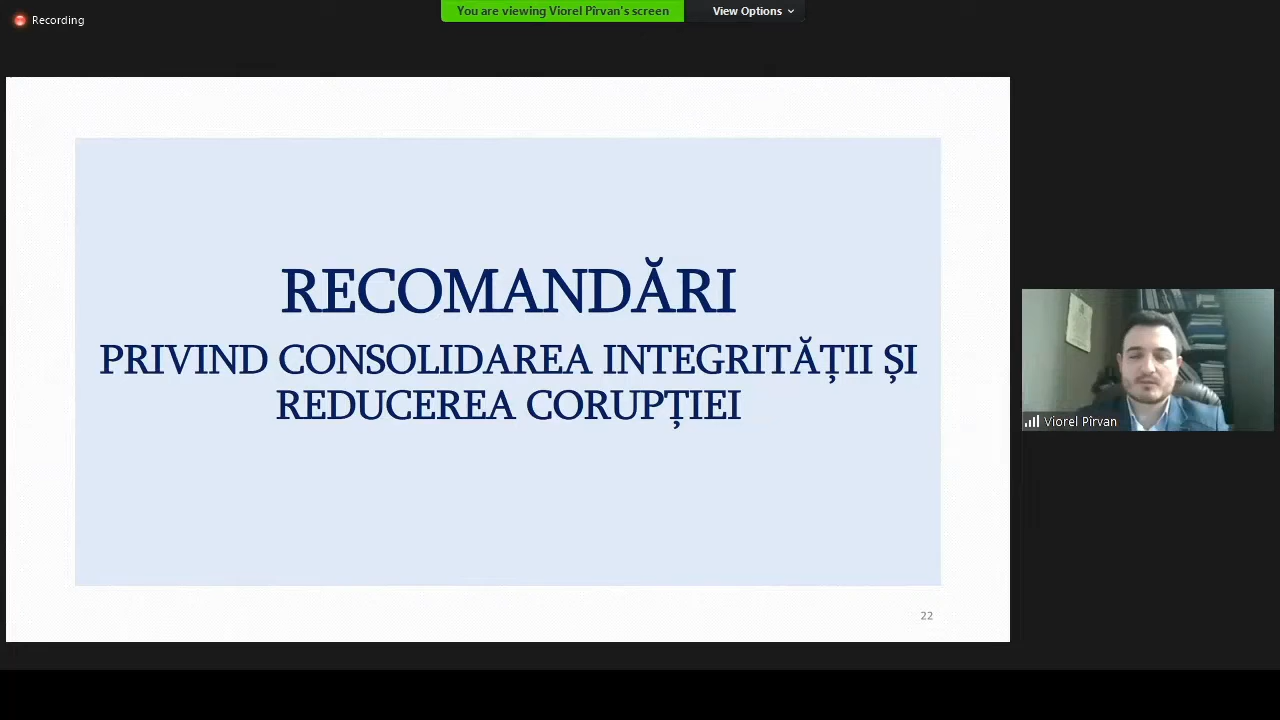 Recording
You are viewing Viorel Pîrvan's screen
View Options
RECOMANDĂRI
PRIVIND CONSOLIDAREA INTEGRITĂȚII ȘI
REDUCEREA CORUPȚIEI
22
Viorel Pîrvan